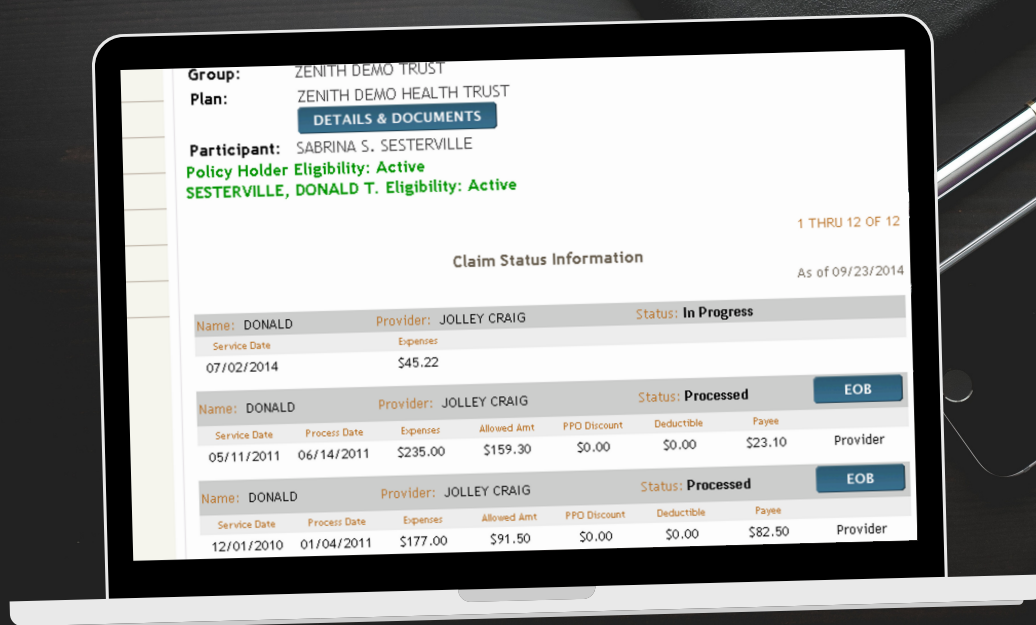 Group: ZENITH DEMO TRUST
Plan: ZENITH DEMO HEALTH TRUST
DETAILS & DOCUMENTS
Participant: SABRINA S. SESTERVILLE
Policy Holder Eligibility: Active
SESTERVILLE, DONALD T. Eligibility: Active
1 THRU 12 OF 12
Claim Status Information
As of 09/23/2014
Name: DONALD Provider: JOLLEY CRAIG Status: In Progress
Service Date Expenses
07/02/2014 $45.22
Name: DONALD Provider: JOLLEY CRAIG Status: Processed EOB
Service Date Process Date Expenses Allowed Amt PPO Discount Deductible Payee
05/11/2011 06/14/2011 $235.00 $159.30 $0.00 $0.00 $23.10 Provider
Name: DONALD Provider: JOLLEY CRAIG Status: Processed EOB
Service Date Process Date Expenses Allowed Amt PPO Discount Deductible Payee
12/01/2010 01/04/2011 $177.00 $91.50 $0.00 $0.00 $82.50 Provider